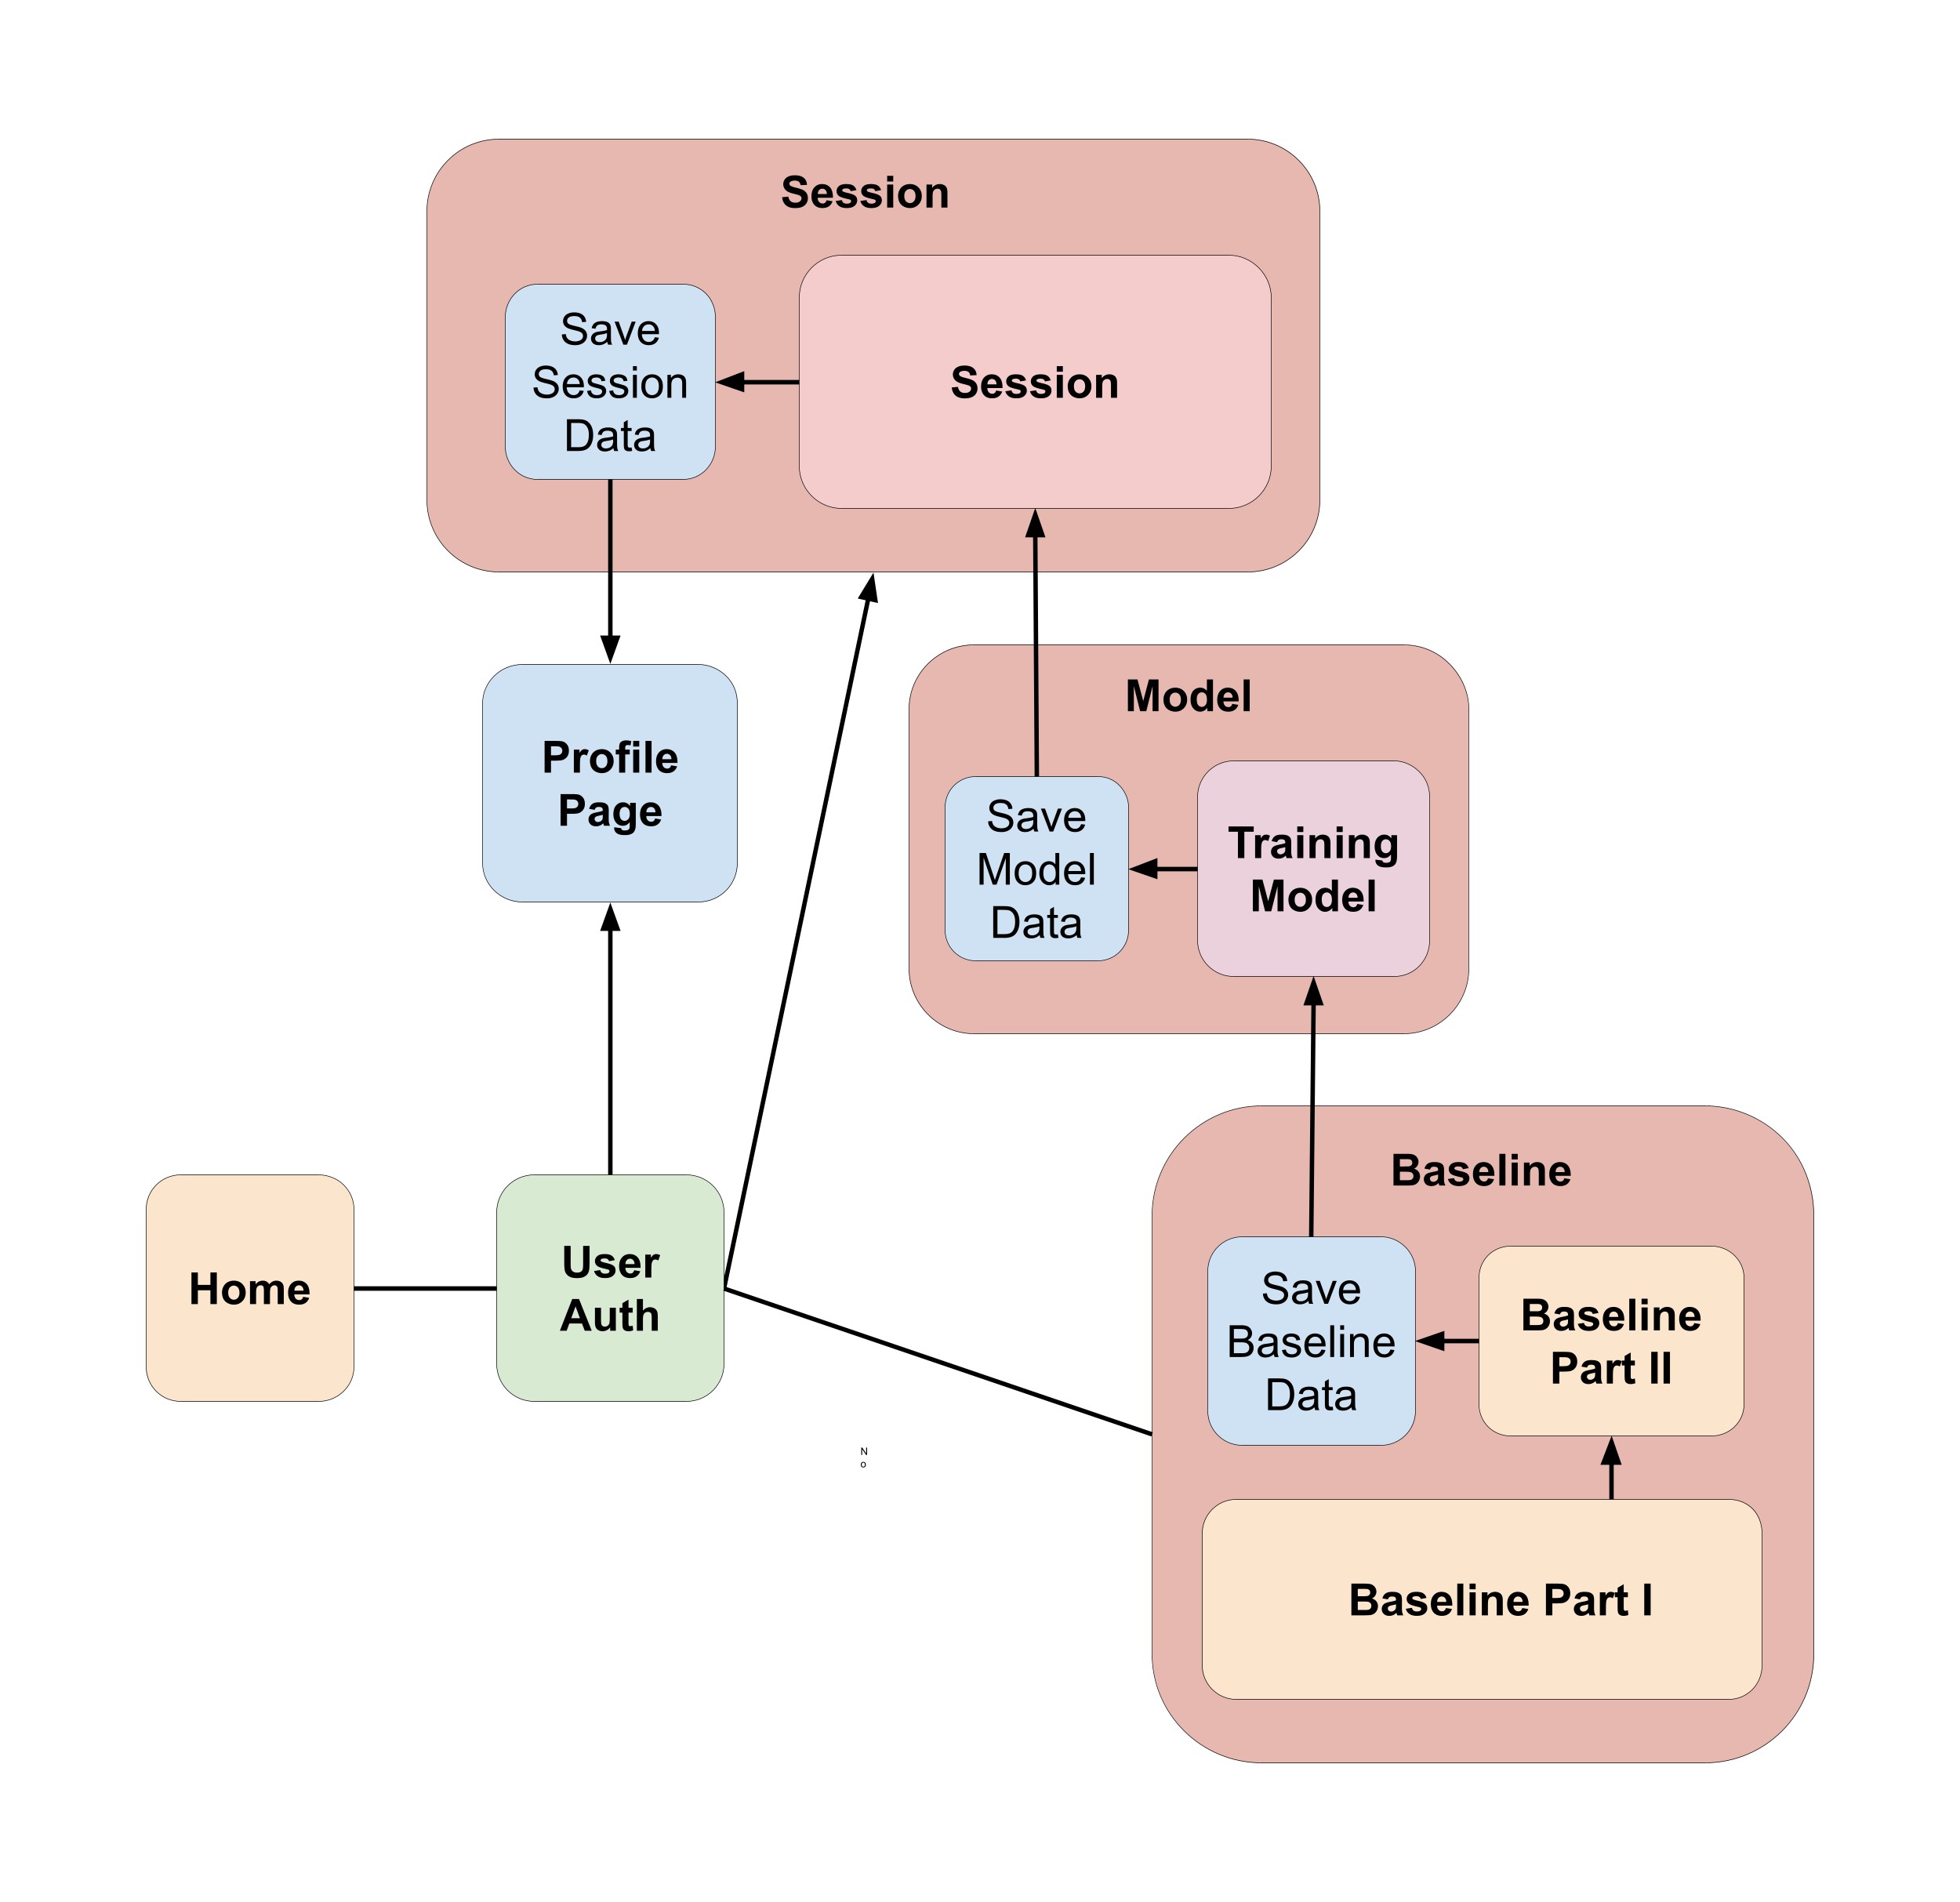 Session
Save
Session
Data
Session
Profile
Page
Model
Save
Model
Data
Training
Model
Home
User
Auth
N
o
Baseline
Save
Baseline
Data
Baseline
Part II
Baseline Part I